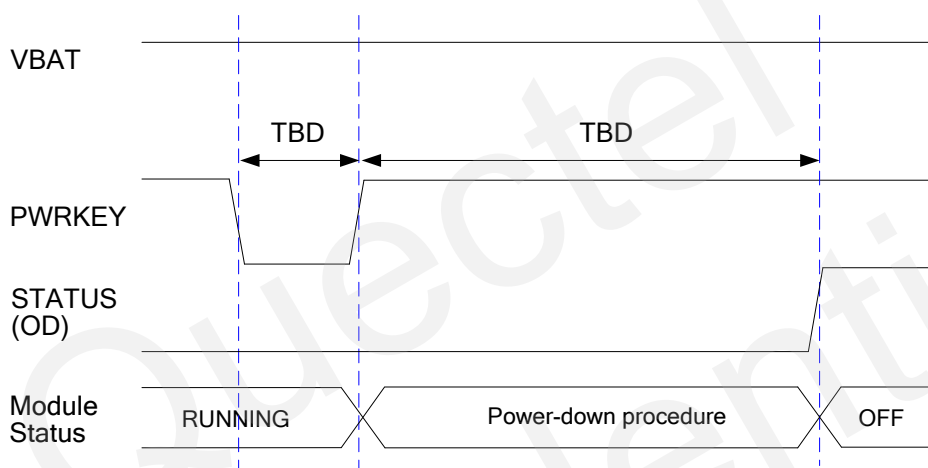 VBAT
TBD TBD
PWRKEY
STATUS
(OD)
Module
Status
RUNNING Power-down procedure OFF
Quectel